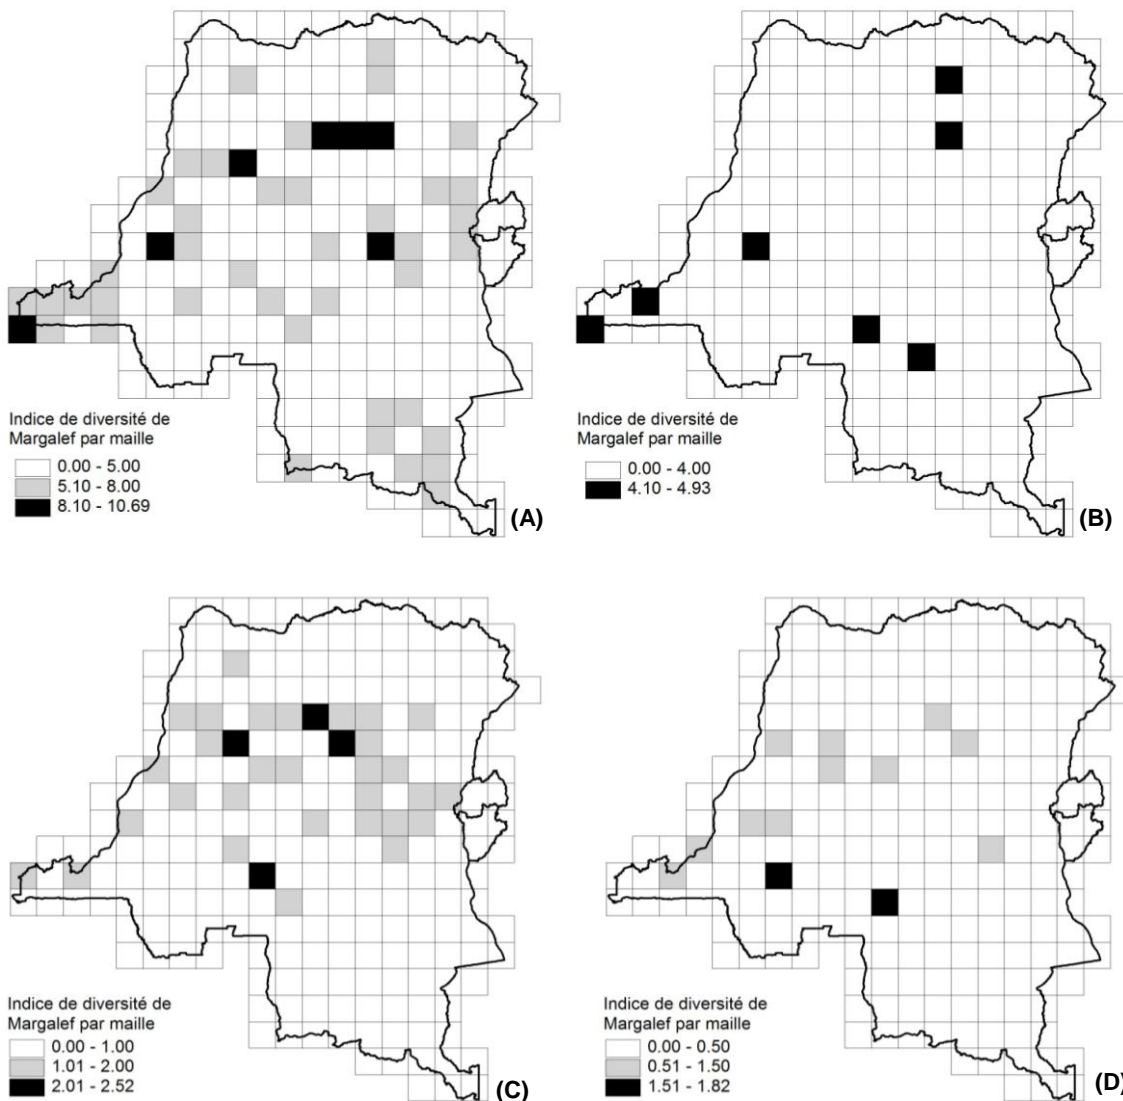 Indice de diversité de
Margalef par maille
0.00 - 5.00
5.10 - 8.00
8.10 - 10.69
(A)
Indice de diversité de
Margalef par maille
0.00 - 4.00
4.10 - 4.93
(B)
Indice de diversité de
Margalef par maille
0.00 - 1.00
1.01 - 2.00
2.01 - 2.52
(C)
Indice de diversité de
Margalef par maille
0.00 - 0.50
0.51 - 1.50
1.51 - 1.82
(D)